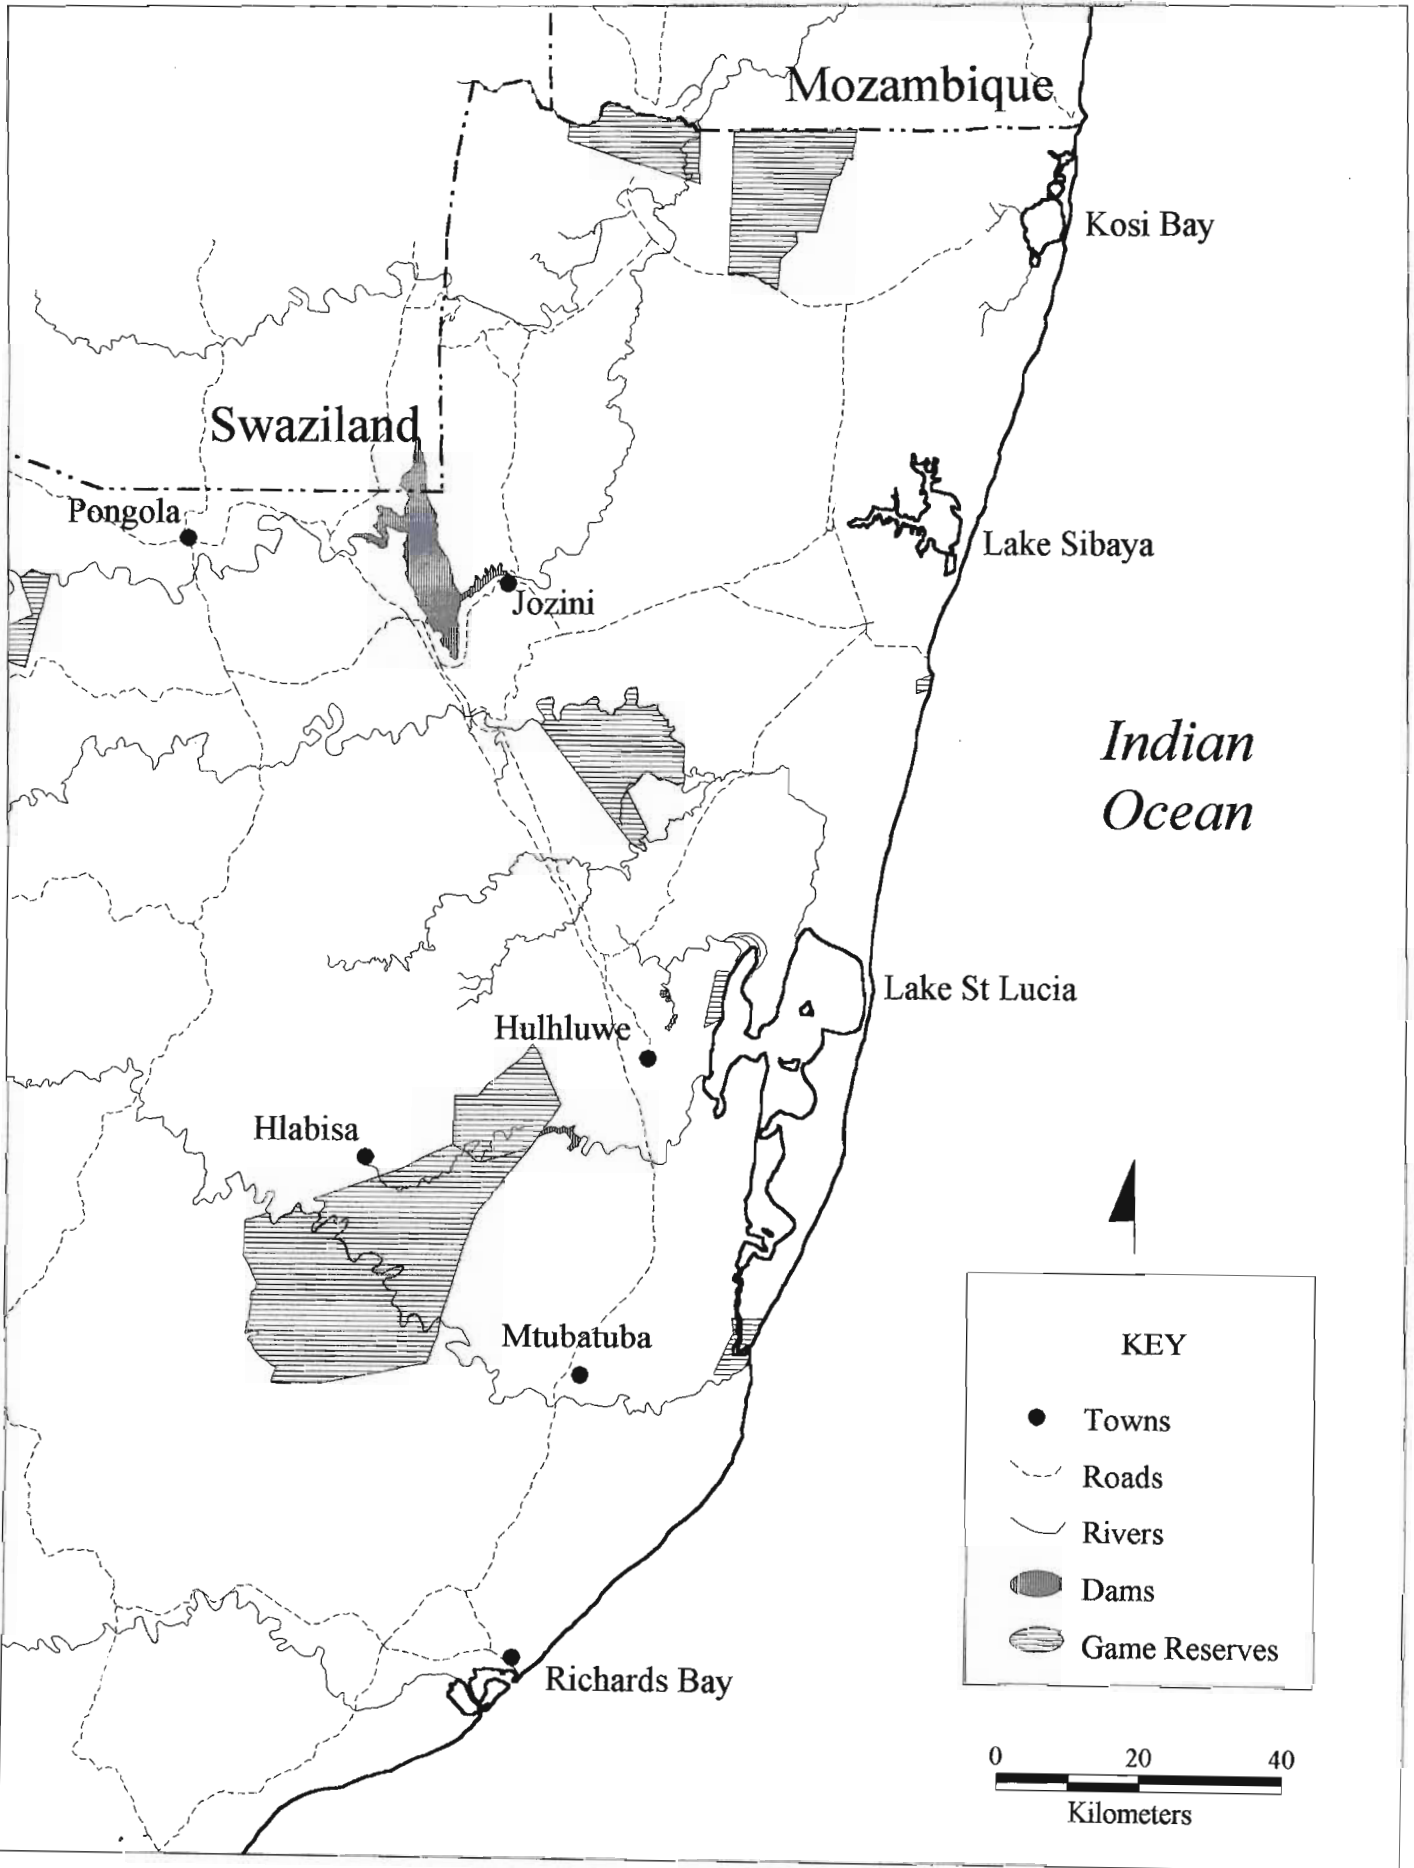 Mozambique
Kosi Bay
Swaziland
Pongola
Lake Sibaya
Jozini
Indian
Ocean
Lake St Lucia
Hulhluwe
Hlabisa
Mtubatuba
KEY
Towns
Roads
Rivers
Dams
Game Reserves
Richards Bay
0 20 40
Kilometers